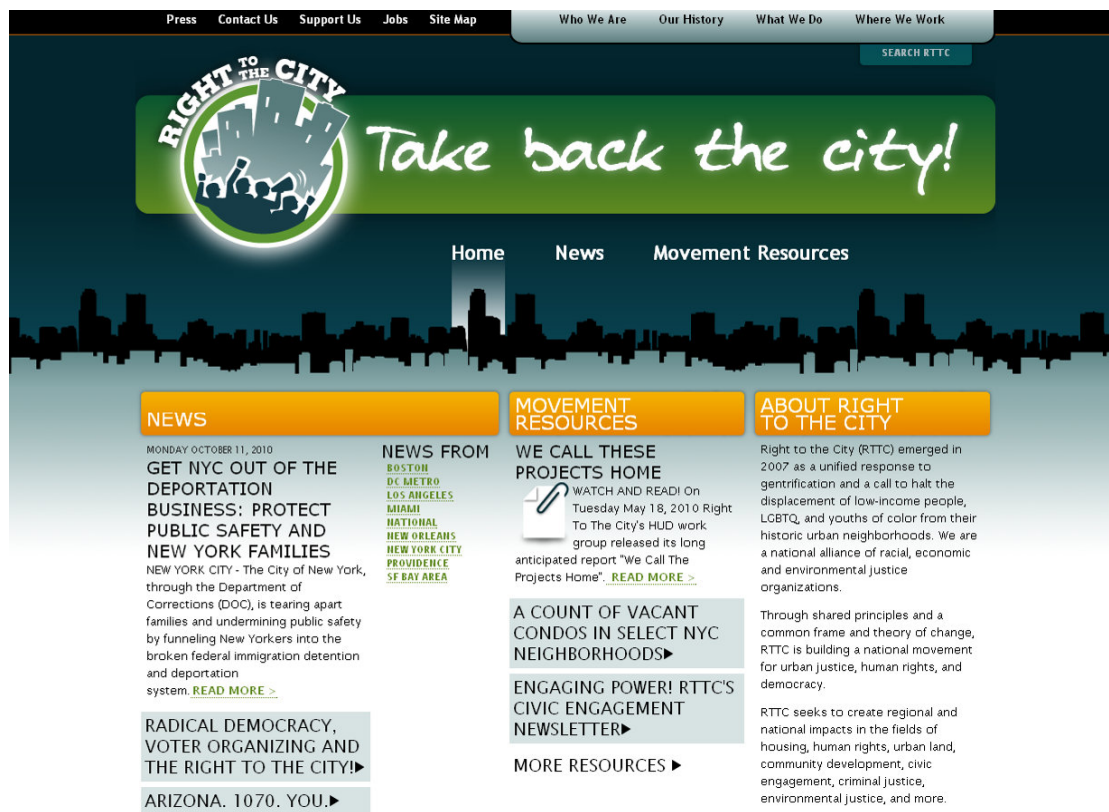 Press Contact Us Support Us Jobs Site Map
Who We Are Our History What We Do Where We Work
SEARCH RTTC
RIGHT TO THE CITY
Take back the city!
Home News Movement Resources
NEWS
MONDAY OCTOBER 11, 2010
GET NYC OUT OF THE
DEPORTATION
BUSINESS: PROTECT
PUBLIC SAFETY AND
NEW YORK FAMILIES
NEW YORK CITY - The City of New York,
through the Department of
Corrections (DOC), is tearing apart
families and undermining public safety
by funneling New Yorkers into the
broken federal immigration detention
and deportation
system. READ MORE >
RADICAL DEMOCRACY,
VOTER ORGANIZING AND
THE RIGHT TO THE CITY!▶
ARIZONA. 1070. YOU.▶
NEWS FROM
BOSTON
DC METRO
LOS ANGELES
MIAMI
NATIONAL
NEW ORLEANS
NEW YORK CITY
PROVIDENCE
SF BAY AREA
MOVEMENT
RESOURCES
WE CALL THESE
PROJECTS HOME
WATCH AND READ! On
Tuesday May 18, 2010 Right
To The City's HUD work
group released its long
anticipated report "We Call The
Projects Home". READ MORE >
A COUNT OF VACANT
CONDOS IN SELECT NYC
NEIGHBORHOODS▶
ENGAGING POWER! RTTC'S
CIVIC ENGAGEMENT
NEWSLETTER▶
MORE RESOURCES ▶
ABOUT RIGHT
TO THE CITY
Right to the City (RTTC) emerged in
2007 as a unified response to
gentrification and a call to halt the
displacement of low-income people,
LGBTQ, and youths of color from their
historic urban neighborhoods. We are
a national alliance of racial, economic
and environmental justice
organizations.
Through shared principles and a
common frame and theory of change,
RTTC is building a national movement
for urban justice, human rights, and
democracy.
RTTC seeks to create regional and
national impacts in the fields of
housing, human rights, urban land,
community development, civic
engagement, criminal justice,
environmental justice, and more.